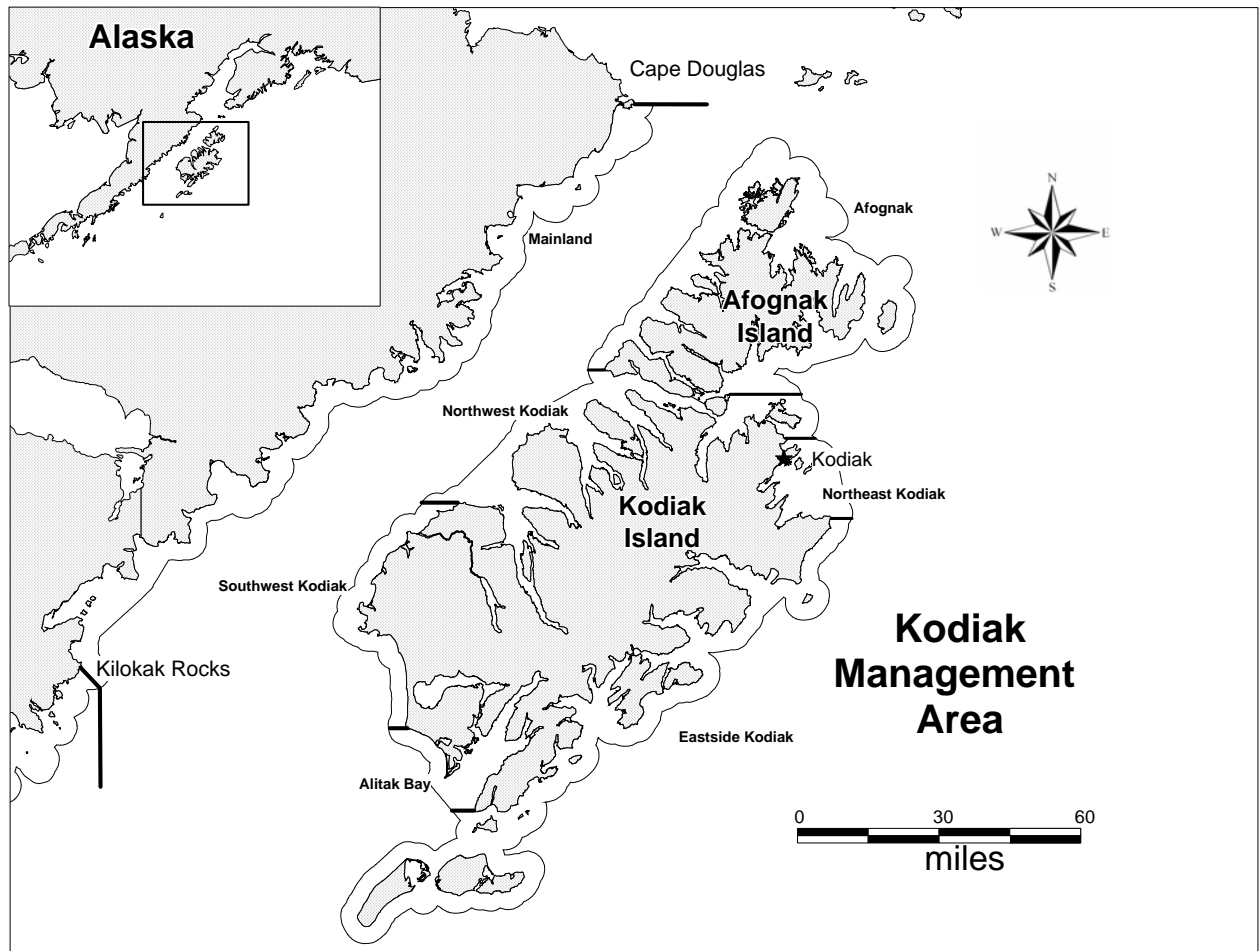 Alaska
Cape Douglas
N
W
E
S
Afognak
Mainland
Afognak
Island
Northwest Kodiak
Kodiak
Northeast Kodiak
Kodiak
Island
Southwest Kodiak
Kodiak
Management
Area
Kilokak Rocks
Eastside Kodiak
Alitak Bay
0 30 60
miles